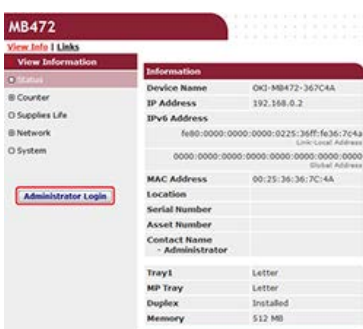 MB472
View Info | Links
View Information
Status
Counter
Supplies Life
Network
System
Administrator Login
Information
Device Name OKI-MB472-367C4A
IP Address 192.168.0.2
IPv6 Address
fe80:0000:0000:0000:0225:36ff:fe36:7c4a
Link-Local Address
0000:0000:0000:0000:0000:0000:0000:0000
Global Address
MAC Address 00:25:36:36:7C:4A
Location
Serial Number
Asset Number
Contact Name
- Administrator
Tray1 Letter
MP Tray Letter
Duplex Installed
Memory 512 MB